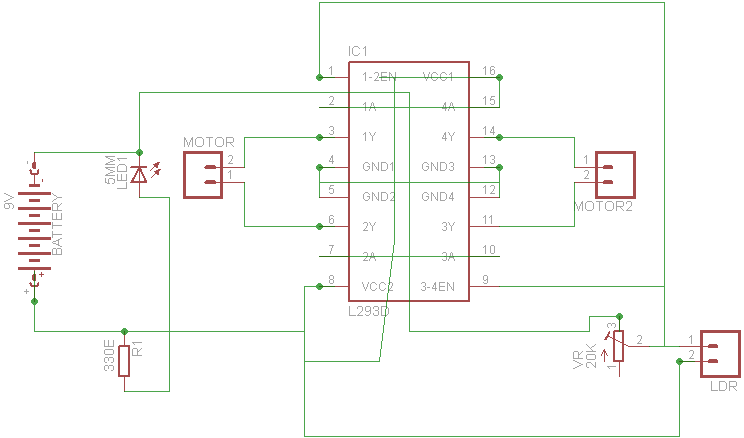 IC1
1 1-2EN VCC1 16
2 1A 4A 15
3 1Y 4Y 14
4 GND1 GND3 13
5 GND2 GND4 12
6 2Y 3Y 11
7 2A 3A 10
8 VCC2 3-4EN 9
L293D
MOTOR
2
1
5MM
LED1
9V
BATTERY
-
-
+
+
330E
R1
1
2
MOTOR2
VR
20K
3
2
1
1
2
LDR